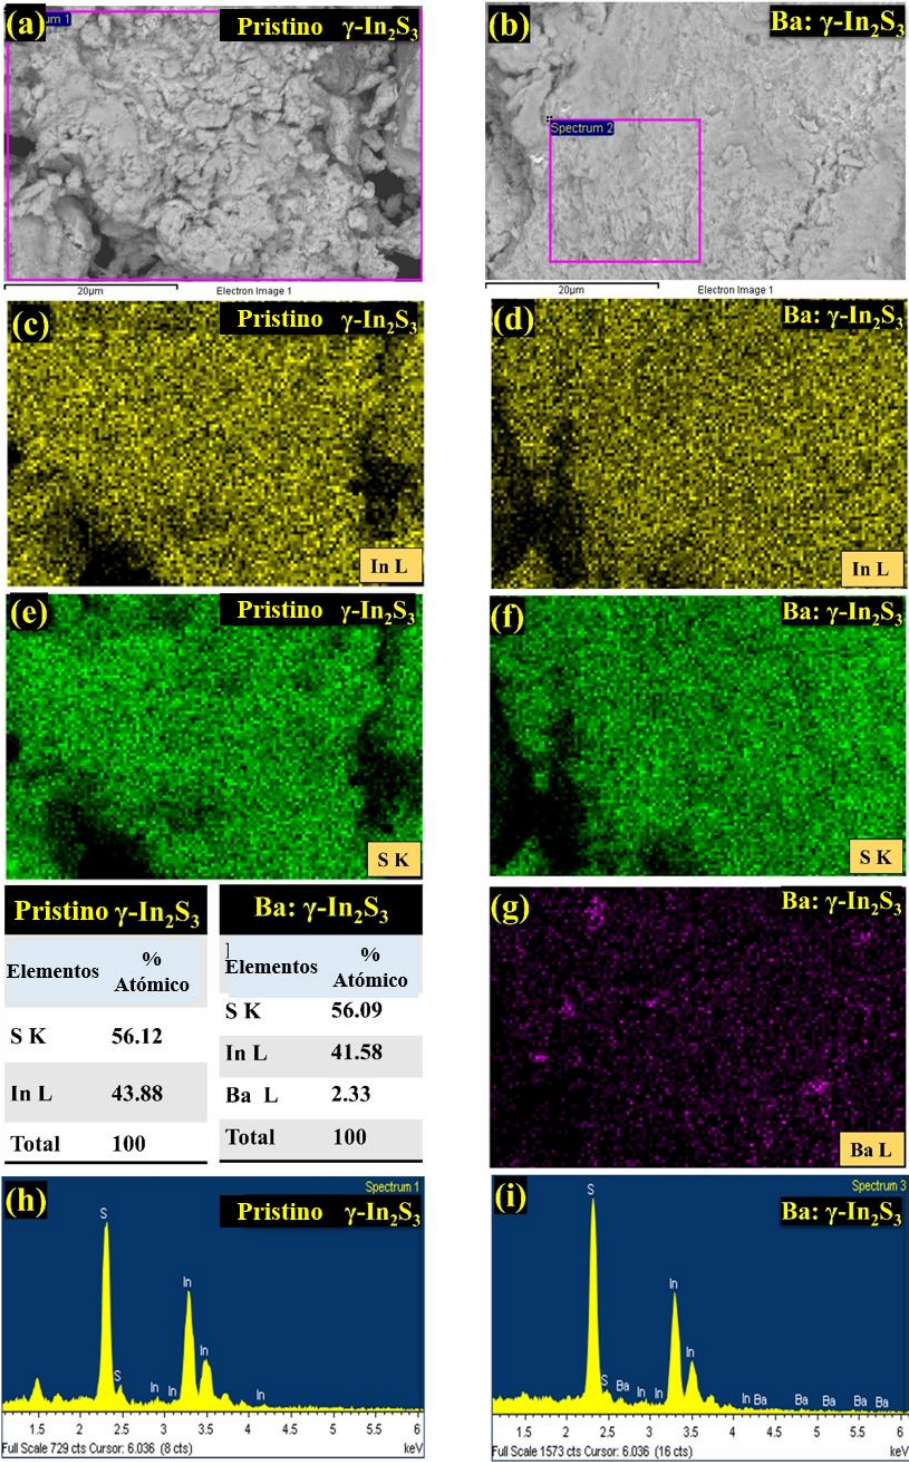 (a) um 1 Pristino γ-In₂S₃
20µm Electron Image 1
(b) Ba: γ-In₂S₃
Spectrum 2
20µm Electron Image 1
(c) Pristino γ-In₂S₃
In L
(d) Ba: γ-In₂S₃
In L
(e) Pristino γ-In₂S₃
S K
(f) Ba: γ-In₂S₃
S K
Pristino γ-In₂S₃
Elementos % Atómico
S K 56.12
In L 43.88
Total 100
Ba: γ-In₂S₃
Elementos % Atómico
S K 56.09
In L 41.58
Ba L 2.33
Total 100
(g) Ba: γ-In₂S₃
Ba L
(h) Spectrum 1
Pristino γ-In₂S₃
S
In
In
S In In In
1.5 2 2.5 3 3.5 4 4.5 5 5.5 6
Full Scale 729 cts Cursor: 6.036 (8 cts) keV
(i) Spectrum 3
Ba: γ-In₂S₃
S
In
In
S Ba In In In Ba Ba Ba Ba Ba
1.5 2 2.5 3 3.5 4 4.5 5 5.5 6
Full Scale 1573 cts Cursor: 6.036 (16 cts) keV